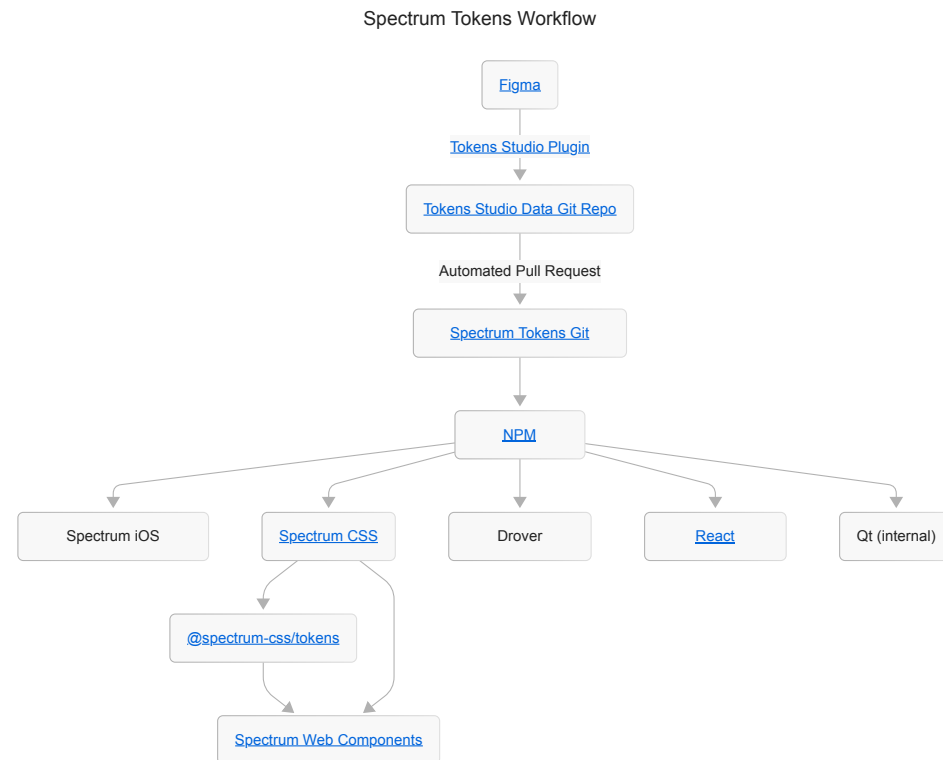 Spectrum Tokens Workflow
Figma
Tokens Studio Plugin
Tokens Studio Data Git Repo
Automated Pull Request
Spectrum Tokens Git
NPM
Spectrum iOS
Spectrum CSS
Drover
React
Qt (internal)
@spectrum-css/tokens
Spectrum Web Components